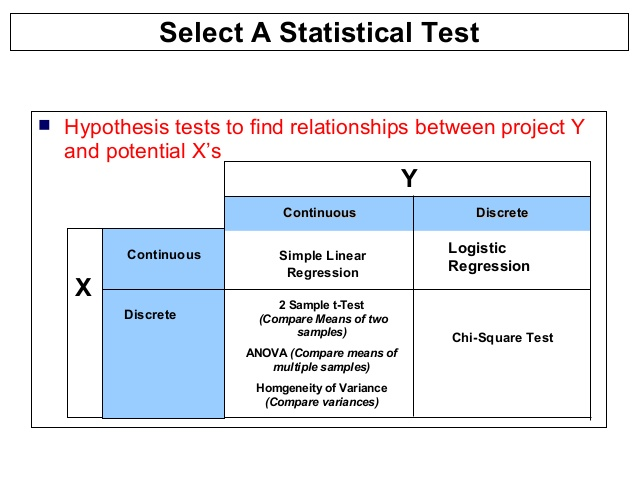 Select A Statistical Test
Hypothesis tests to find relationships between project Y
and potential X's
Y
Continuous
Discrete
X
Continuous
Simple Linear
Regression
Logistic
Regression
Discrete
2 Sample t-Test
(Compare Means of two
samples)
ANOVA (Compare means of
multiple samples)
Homgeneity of Variance
(Compare variances)
Chi-Square Test